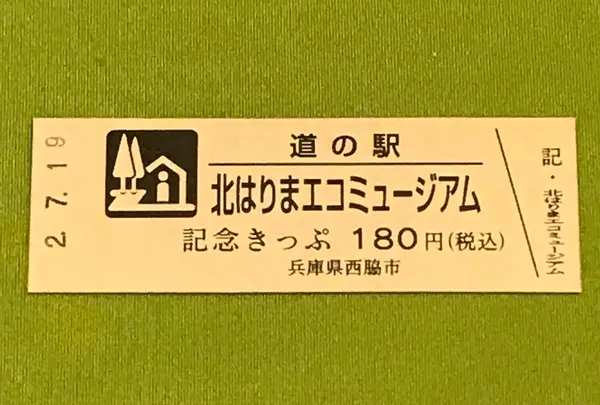 2.7.19
道の駅
北はりまエコミュージアム
記念きっぷ 180円(税込)
兵庫県西脇市
記・北はりまエコミュージアム